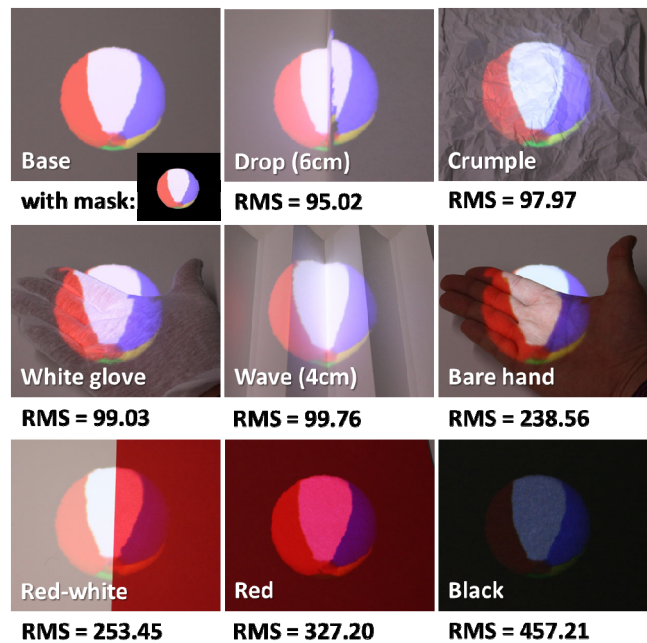 Base
Drop (6cm)
Crumple
with mask:
RMS = 95.02
RMS = 97.97
White glove
Wave (4cm)
Bare hand
RMS = 99.03
RMS = 99.76
RMS = 238.56
Red-white
Red
Black
RMS = 253.45
RMS = 327.20
RMS = 457.21